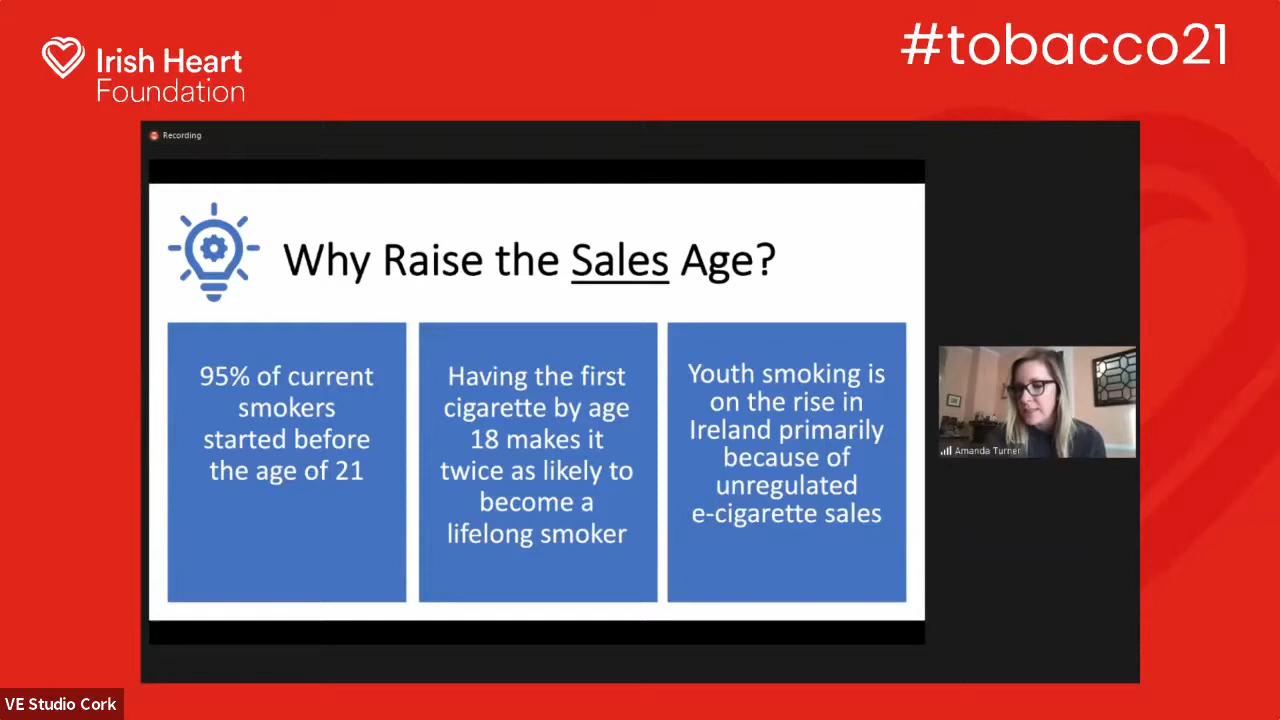 Irish Heart
Foundation
#tobacco21
Recording
Why Raise the Sales Age?
95% of current
smokers
started before
the age of 21
Having the first
cigarette by age
18 makes it
twice as likely to
become a
lifelong smoker
Youth smoking is
on the rise in
Ireland primarily
because of
unregulated
e-cigarette sales
Amanda Turner
VE Studio Cork